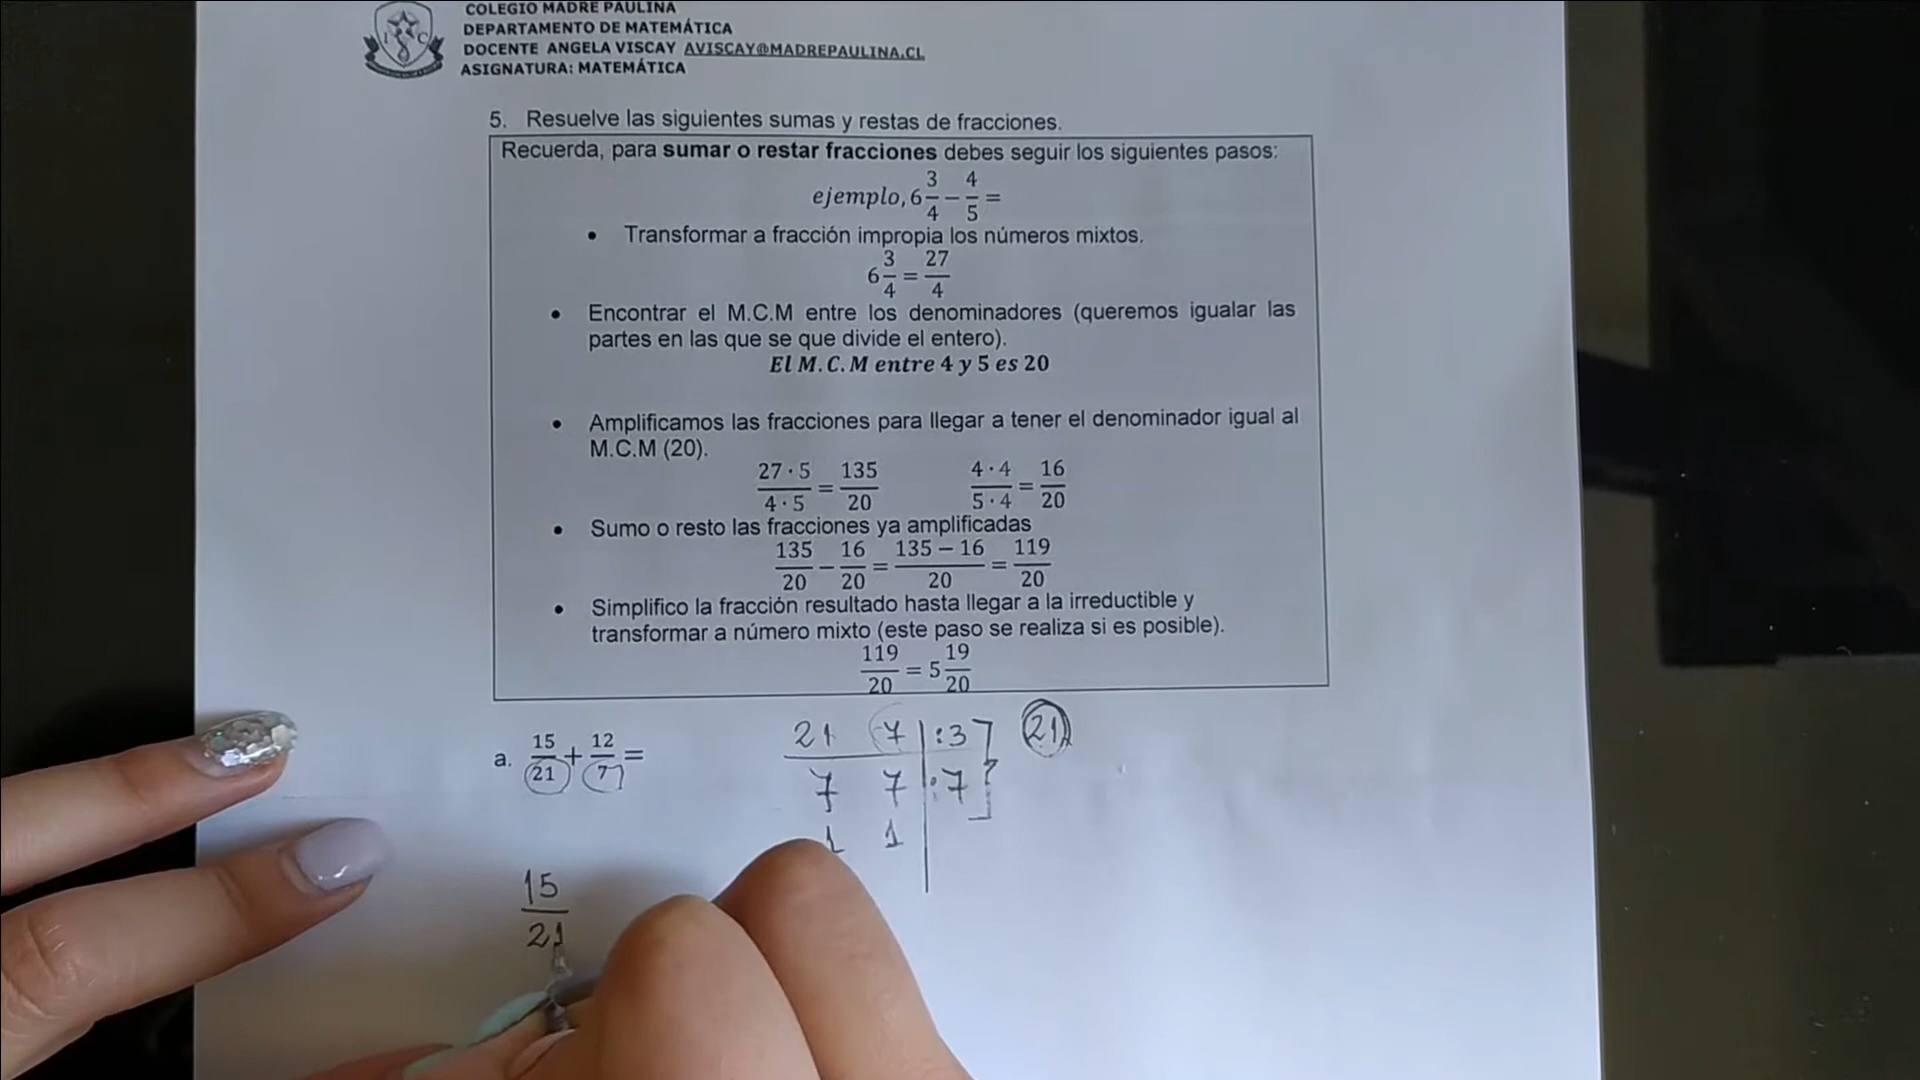 COLEGIO MADRE PAULINA
DEPARTAMENTO DE MATEMÁTICA
DOCENTE ANGELA VISCAY AVISCAY@MADREPAULINA.CL
ASIGNATURA: MATEMÁTICA
I C
5. Resuelve las siguientes sumas y restas de fracciones.
Recuerda, para sumar o restar fracciones debes seguir los siguientes pasos:
ejemplo, 6 3/4 − 4/5 =
• Transformar a fracción impropia los números mixtos.
6 3/4 = 27/4
• Encontrar el M.C.M entre los denominadores (queremos igualar las
partes en las que se que divide el entero).
El M.C.M entre 4 y 5 es 20
• Amplificamos las fracciones para llegar a tener el denominador igual al
M.C.M (20).
27·5/4·5 = 135/20 4·4/5·4 = 16/20
• Sumo o resto las fracciones ya amplificadas
135/20 − 16/20 = 135 − 16/20 = 119/20
• Simplifico la fracción resultado hasta llegar a la irreductible y
transformar a número mixto (este paso se realiza si es posible).
119/20 = 5 19/20
a. 15/21 + 12/7 =
21 7 :3 21
7 7 :7
1 1
15/21